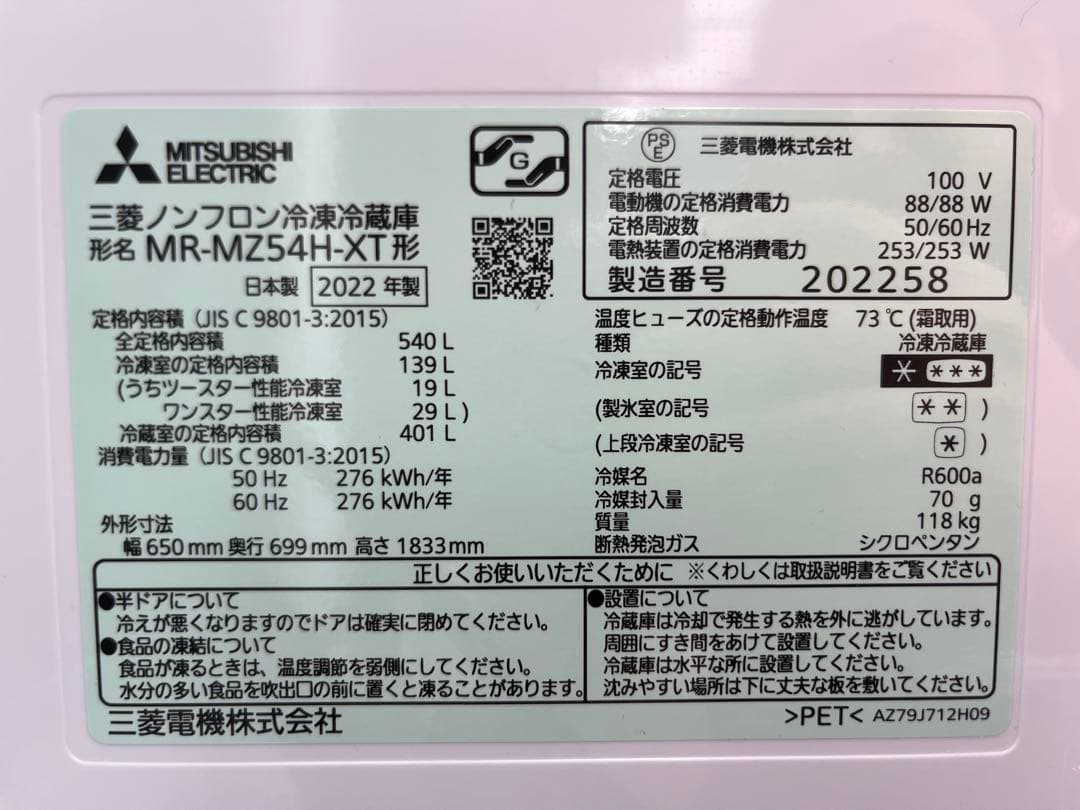 MITSUBISHI
ELECTRIC
G
三菱ノンフロン冷凍冷蔵庫
形名 MR-MZ54H-XT形
日本製 2022 年製
PS
E
三菱電機株式会社
定格電圧 100 V
電動機の定格消費電力 88/88 W
定格周波数 50/60 Hz
電熱装置の定格消費電力 253/253 W
製造番号 202258
定格内容積 (JIS C 9801-3:2015)
全定格内容積 540 L
冷凍室の定格内容積 139 L
(うちツースター性能冷凍室 19 L
ワンスター性能冷凍室 29 L )
冷蔵室の定格内容積 401 L
消費電力量 (JIS C 9801-3:2015)
50 Hz 276 kWh/年
60 Hz 276 kWh/年
外形寸法
幅 650 mm 奥行 699 mm 高さ 1833 mm
温度ヒューズの定格動作温度 73 ℃ (霜取用)
種類 冷凍冷蔵庫
冷凍室の記号 * ***
(製氷室の記号 ** )
(上段冷凍室の記号 * )
冷媒名 R600a
冷媒封入量 70 g
質量 118 kg
断熱発泡ガス シクロペンタン
正しくお使いいただくために ※くわしくは取扱説明書をご覧ください
●半ドアについて
冷えが悪くなりますのでドアは確実に閉めてください。
●食品の凍結について
食品が凍るときは、温度調節を弱側にしてください。
水分の多い食品を吹出口の前に置くと凍ることがあります。
●設置について
冷蔵庫は冷却で発生する熱を外に逃がしています。
周囲にすき間をあけて設置してください。
冷蔵庫は水平な所に設置してください。
沈みやすい場所は下に丈夫な板を敷いてください。
三菱電機株式会社
>PET< AZ79J712H09